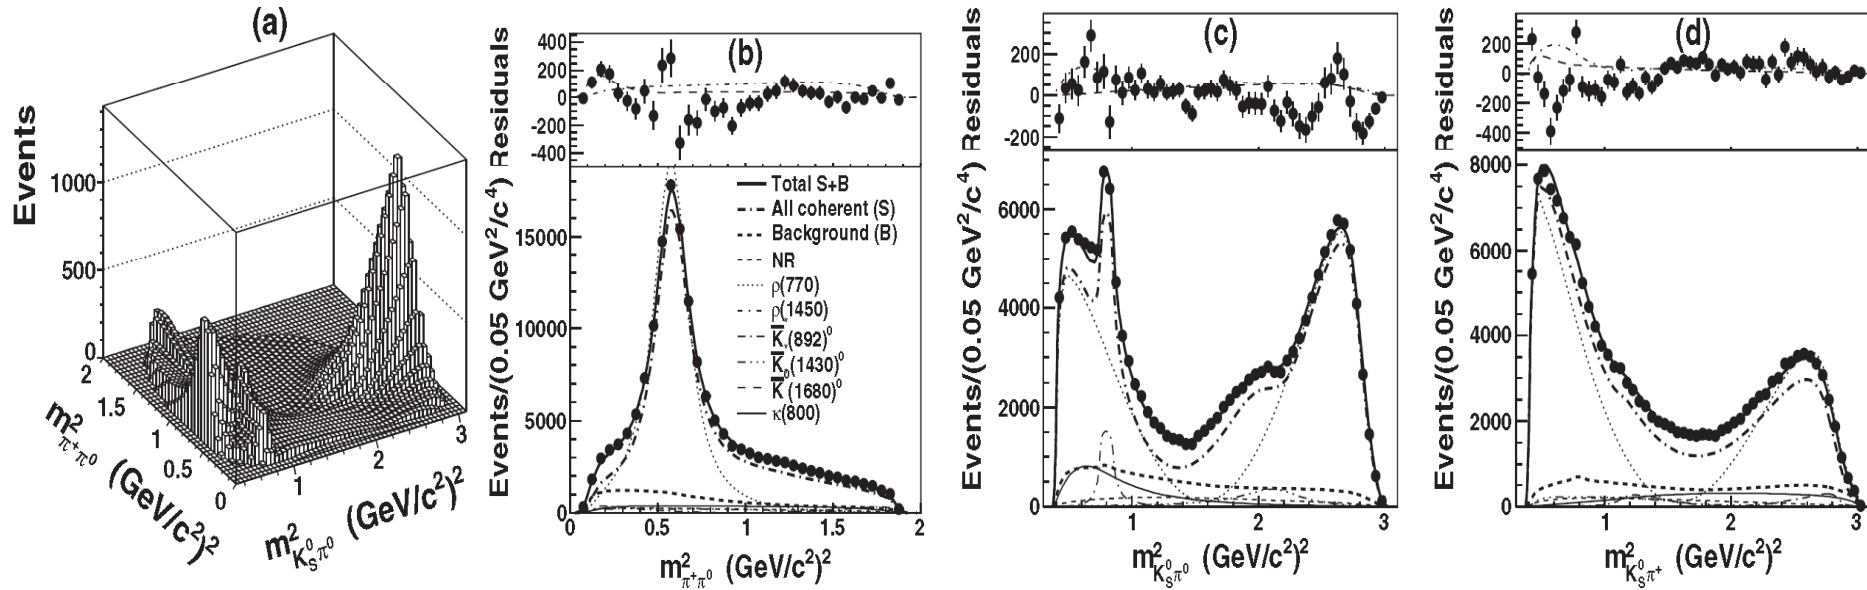 (a)
Events
1000
500
0
2
1.5
1
0.5
0
m²π⁺π⁰ (GeV/c²)²
0
1
2
3
m²K⁰Sπ⁰ (GeV/c²)²
(b)
Residuals
400
200
0
-200
-400
Events/(0.05 GeV²/c⁴)
15000
10000
5000
0
Total S+B
All coherent (S)
Background (B)
NR
ρ(770)
ρ(1450)
K̅*(892)⁰
K̅*₀(1430)⁰
K̅*(1680)⁰
κ(800)
0
0.5
1
1.5
2
m²π⁺π⁰ (GeV/c²)²
(c)
Residuals
200
0
-200
Events/(0.05 GeV²/c⁴)
6000
4000
2000
0
1
2
3
m²K⁰Sπ⁰ (GeV/c²)²
(d)
Residuals
200
0
-200
-400
Events/(0.05 GeV²/c⁴)
8000
6000
4000
2000
0
1
2
3
m²K⁰Sπ⁺ (GeV/c²)²